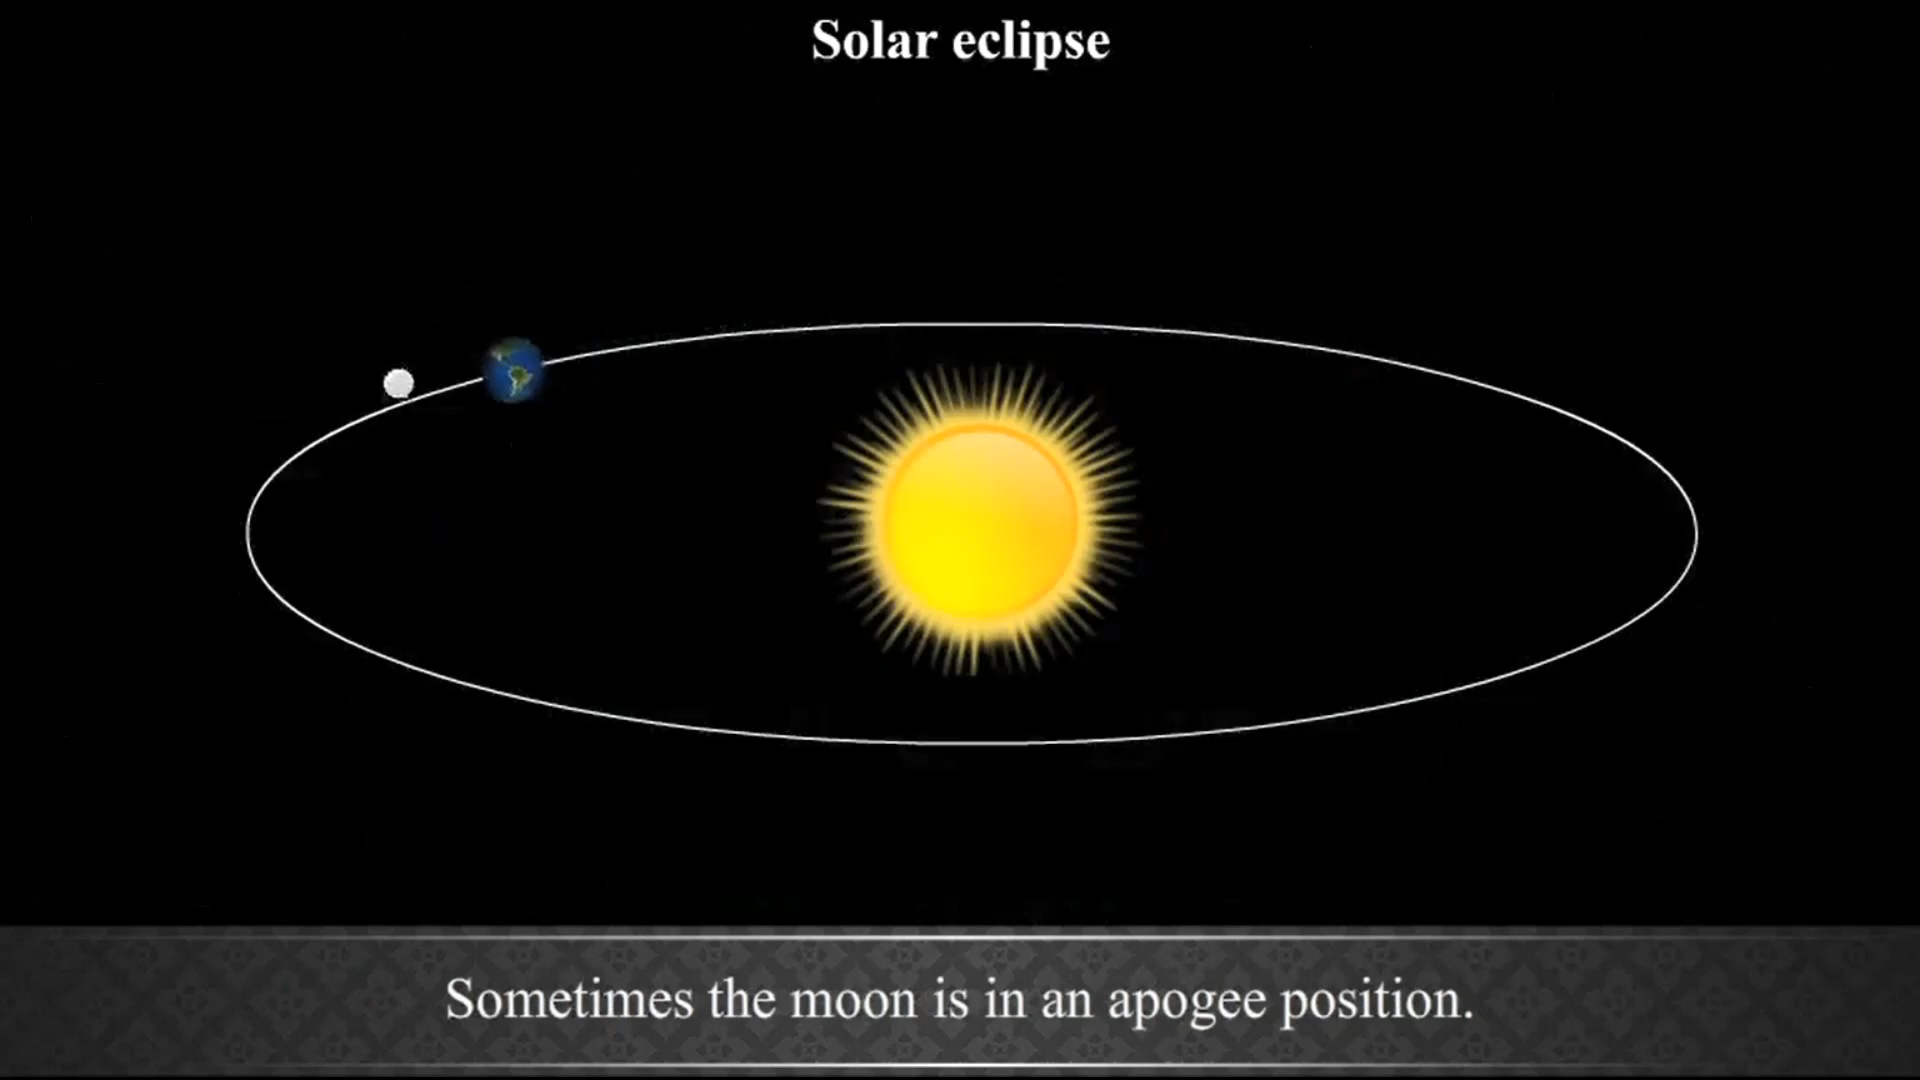 Solar eclipse
Sometimes the moon is in an apogee position.